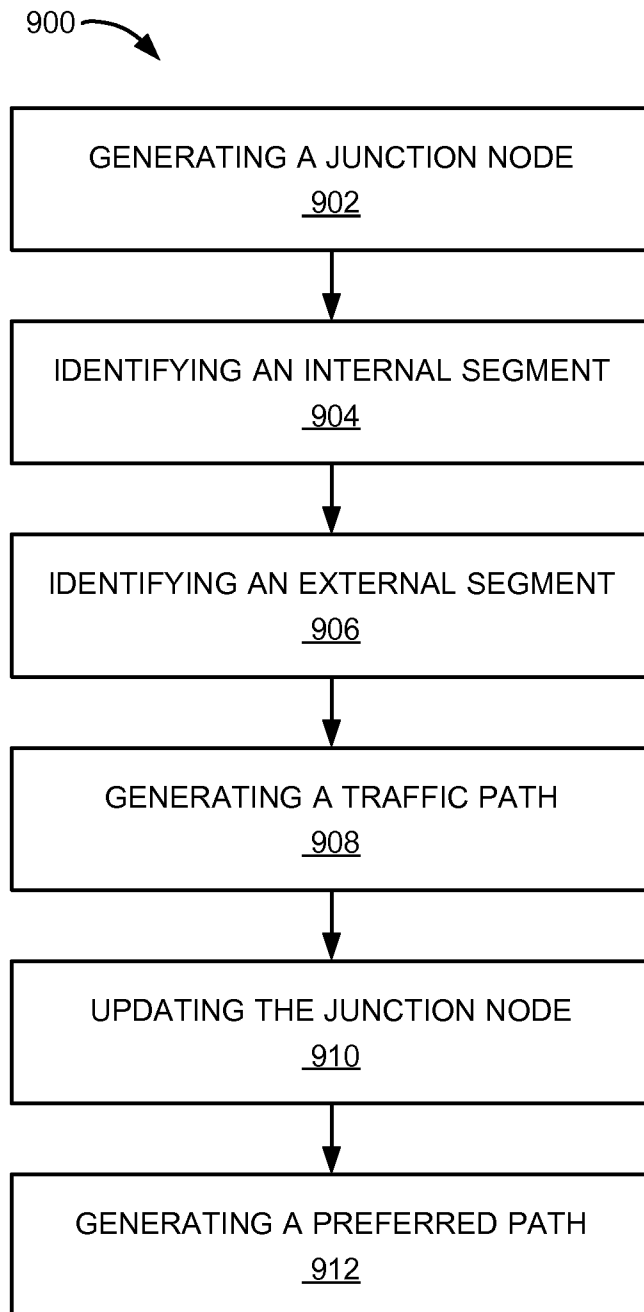 900
GENERATING A JUNCTION NODE
902
IDENTIFYING AN INTERNAL SEGMENT
904
IDENTIFYING AN EXTERNAL SEGMENT
906
GENERATING A TRAFFIC PATH
908
UPDATING THE JUNCTION NODE
910
GENERATING A PREFERRED PATH
912